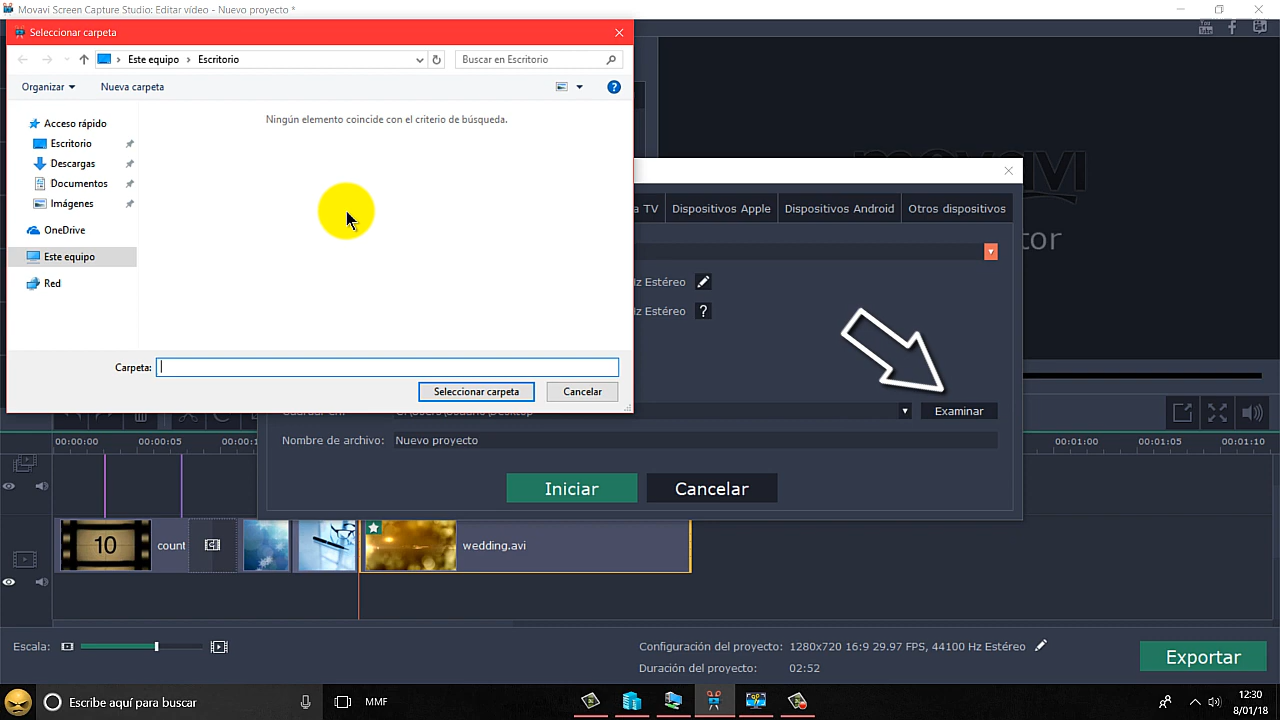 Movavi Screen Capture Studio: Editar vídeo - Nuevo proyecto *
Seleccionar carpeta
Este equipo > Escritorio
Buscar en Escritorio
Organizar
Nueva carpeta
Ningún elemento coincide con el criterio de búsqueda.
Acceso rápido
Escritorio
Descargas
Documentos
Imágenes
OneDrive
Este equipo
Red
Carpeta:
Seleccionar carpeta
Cancelar
a TV
Dispositivos Apple
Dispositivos Android
Otros dispositivos
Hz Estéreo
Hz Estéreo
?
Examinar
Nombre de archivo:
Nuevo proyecto
Iniciar
Cancelar
00:00:00
00:00:05
00:00:1
00:01:00
00:01:05
00:01:10
10
count
wedding.avi
Escala:
Configuración del proyecto: 1280x720 16:9 29.97 FPS, 44100 Hz Estéreo
Duración del proyecto: 02:52
Exportar
Escribe aquí para buscar
MMF
12:30
8/01/18